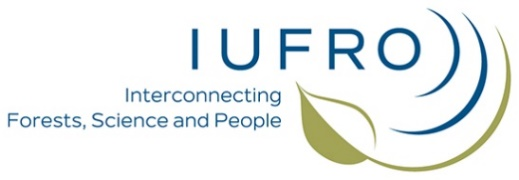 IUFRO
Interconnecting
Forests, Science and People